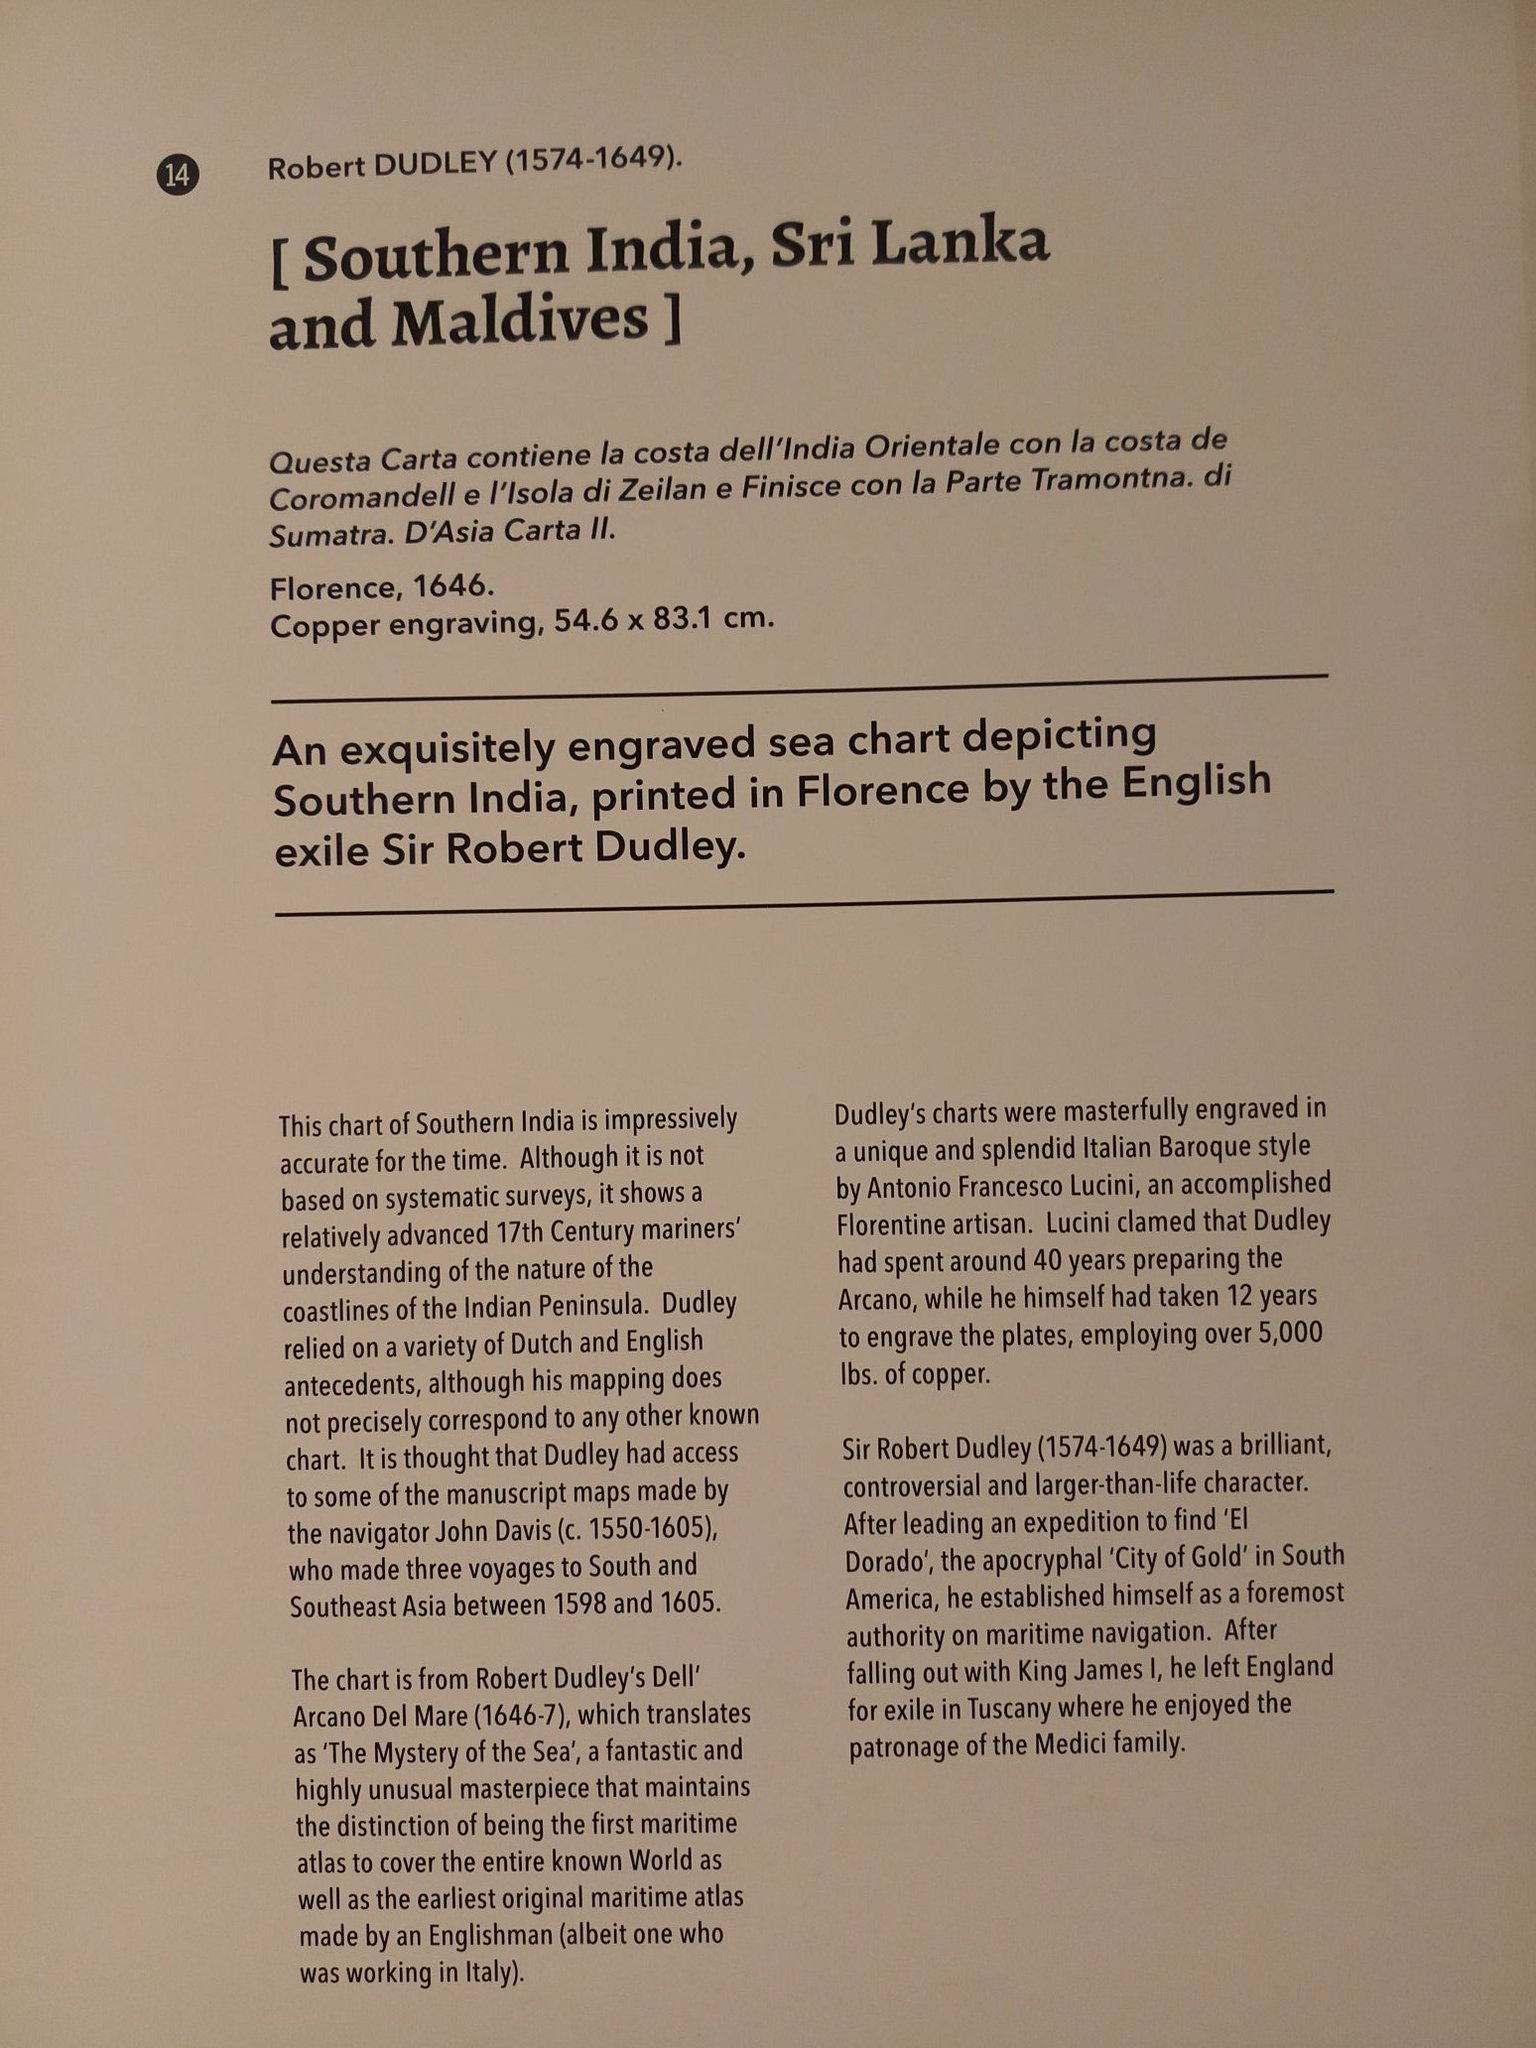 14
Robert DUDLEY (1574-1649).
[ Southern India, Sri Lanka
and Maldives ]
Questa Carta contiene la costa dell'India Orientale con la costa de
Coromandell e l'Isola di Zeilan e Finisce con la Parte Tramontna. di
Sumatra. D'Asia Carta II.
Florence, 1646.
Copper engraving, 54.6 x 83.1 cm.
An exquisitely engraved sea chart depicting
Southern India, printed in Florence by the English
exile Sir Robert Dudley.
This chart of Southern India is impressively
accurate for the time. Although it is not
based on systematic surveys, it shows a
relatively advanced 17th Century mariners'
understanding of the nature of the
coastlines of the Indian Peninsula. Dudley
relied on a variety of Dutch and English
antecedents, although his mapping does
not precisely correspond to any other known
chart. It is thought that Dudley had access
to some of the manuscript maps made by
the navigator John Davis (c. 1550-1605),
who made three voyages to South and
Southeast Asia between 1598 and 1605.
The chart is from Robert Dudley's Dell'
Arcano Del Mare (1646-7), which translates
as 'The Mystery of the Sea', a fantastic and
highly unusual masterpiece that maintains
the distinction of being the first maritime
atlas to cover the entire known World as
well as the earliest original maritime atlas
made by an Englishman (albeit one who
was working in Italy).
Dudley's charts were masterfully engraved in
a unique and splendid Italian Baroque style
by Antonio Francesco Lucini, an accomplished
Florentine artisan. Lucini clamed that Dudley
had spent around 40 years preparing the
Arcano, while he himself had taken 12 years
to engrave the plates, employing over 5,000
lbs. of copper.
Sir Robert Dudley (1574-1649) was a brilliant,
controversial and larger-than-life character.
After leading an expedition to find 'El
Dorado', the apocryphal 'City of Gold' in South
America, he established himself as a foremost
authority on maritime navigation. After
falling out with King James I, he left England
for exile in Tuscany where he enjoyed the
patronage of the Medici family.